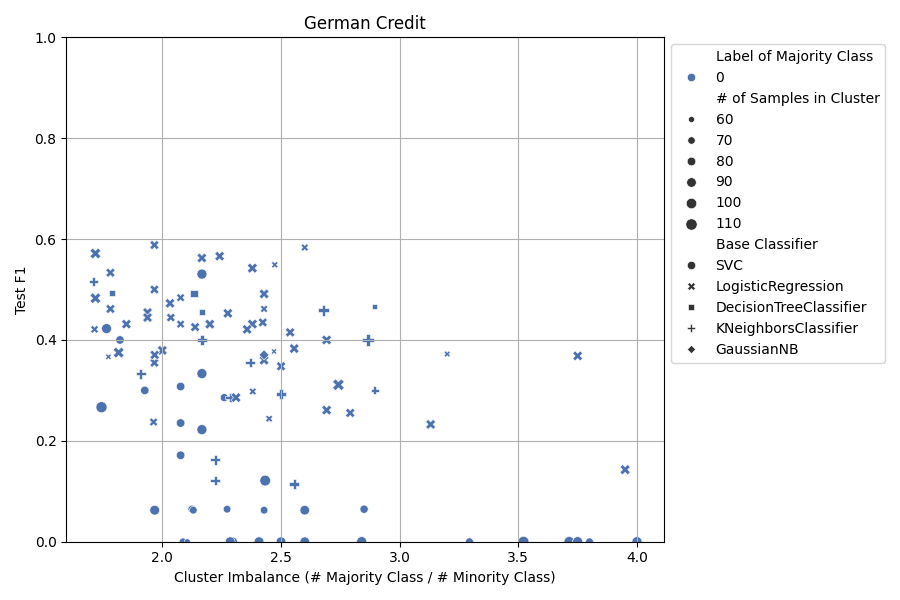 German Credit
1.0
0.8
0.6
0.4
0.2
0.0
Test F1
2.0
2.5
3.0
3.5
4.0
Cluster Imbalance (# Majority Class / # Minority Class)
Label of Majority Class
0
# of Samples in Cluster
60
70
80
90
100
110
Base Classifier
SVC
LogisticRegression
DecisionTreeClassifier
KNeighborsClassifier
GaussianNB